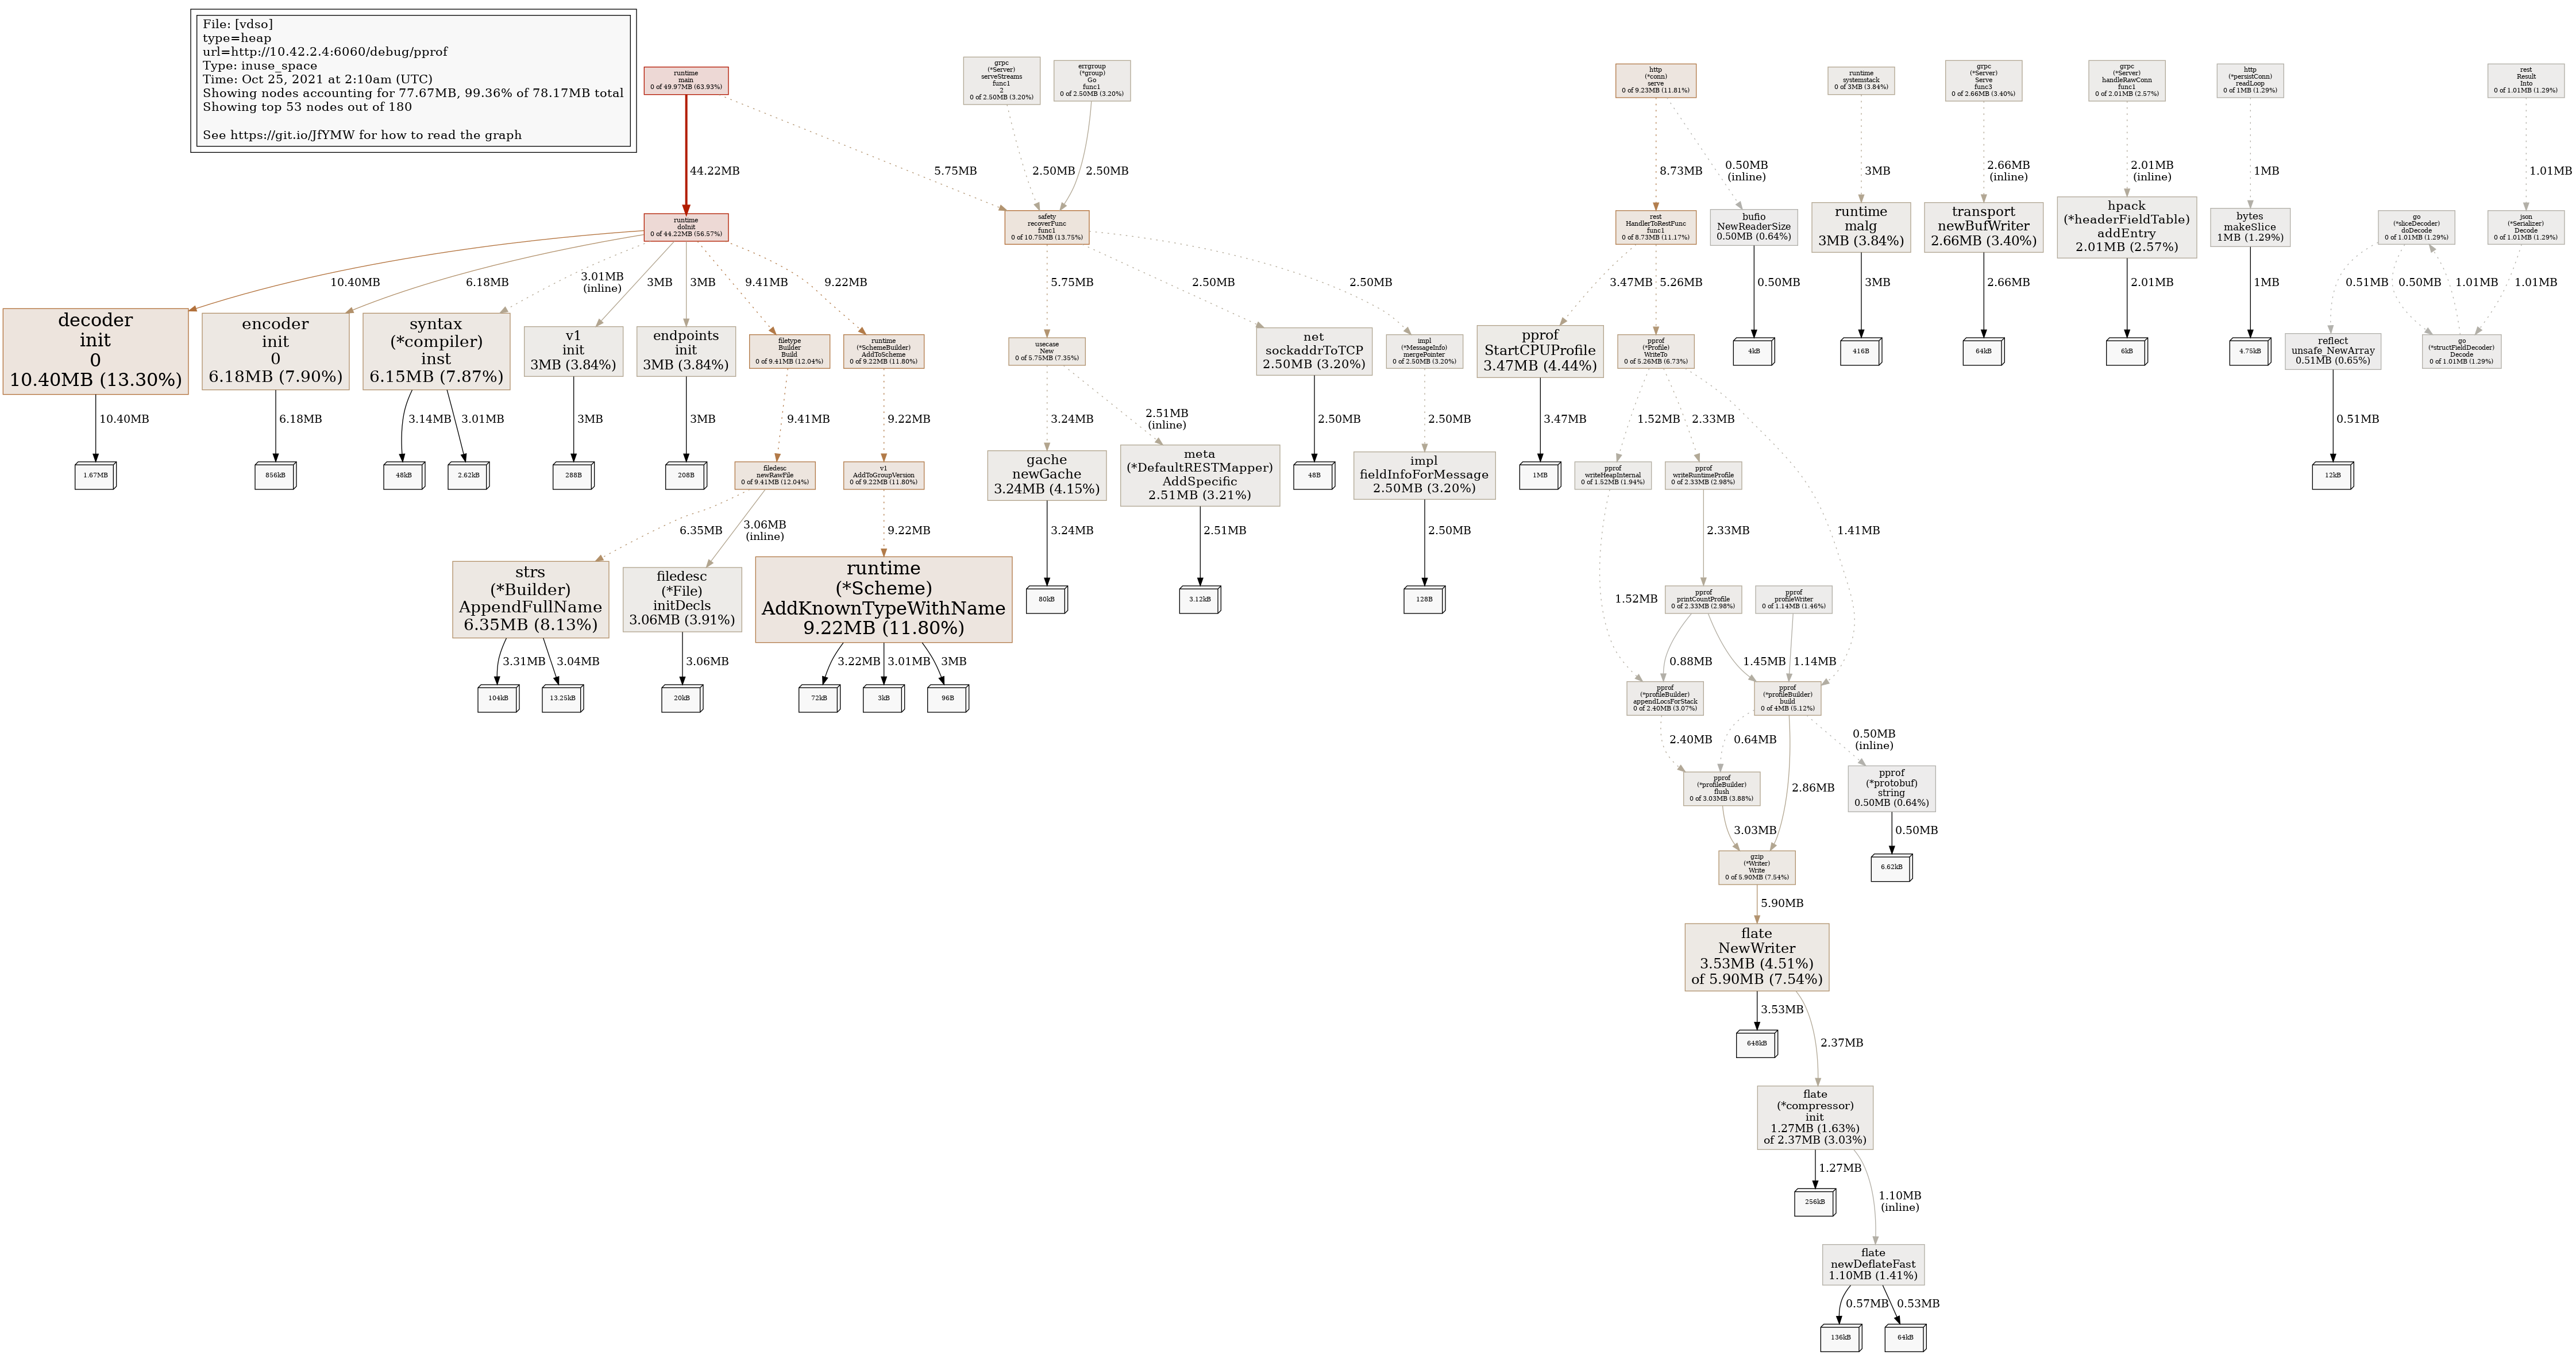 File: [vdso]
type=heap
url=http://10.42.2.4:6060/debug/pprof
Type: inuse_space
Time: Oct 25, 2021 at 2:10am (UTC)
Showing nodes accounting for 77.67MB, 99.36% of 78.17MB total
Showing top 53 nodes out of 180
See https://git.io/JfYMW for how to read the graph
runtime
main
0 of 49.97MB (63.93%)
grpc
(*Server)
serveStreams
func1
2
0 of 2.50MB (3.20%)
errgroup
(*group)
Go
func1
0 of 2.50MB (3.20%)
http
(*conn)
serve
0 of 9.23MB (11.81%)
runtime
systemstack
0 of 3MB (3.84%)
grpc
(*Server)
Serve
func3
0 of 2.66MB (3.40%)
grpc
(*Server)
handleRawConn
func1
0 of 2.01MB (2.57%)
http
(*persistConn)
readLoop
0 of 1MB (1.29%)
rest
Result
Into
0 of 1.01MB (1.29%)
44.22MB
5.75MB
2.50MB
2.50MB
8.73MB
0.50MB
(inline)
3MB
2.66MB
(inline)
2.01MB
(inline)
1MB
1.01MB
runtime
doInit
0 of 44.22MB (56.57%)
safety
recoverFunc
func1
0 of 10.75MB (13.75%)
rest
HandlerToRestFunc
func1
0 of 8.73MB (11.17%)
bufio
NewReaderSize
0.50MB (0.64%)
runtime
malg
3MB (3.84%)
transport
newBufWriter
2.66MB (3.40%)
hpack
(*headerFieldTable)
addEntry
2.01MB (2.57%)
bytes
makeSlice
1MB (1.29%)
go
(*sliceDecoder)
doDecode
0 of 1.01MB (1.29%)
json
(*Serializer)
Decode
0 of 1.01MB (1.29%)
10.40MB
6.18MB
3.01MB
(inline)
3MB
3MB
9.41MB
9.22MB
5.75MB
2.50MB
2.50MB
3.47MB
5.26MB
0.50MB
3MB
2.66MB
2.01MB
1MB
0.51MB
0.50MB
1.01MB
1.01MB
decoder
init
0
10.40MB (13.30%)
encoder
init
0
6.18MB (7.90%)
syntax
(*compiler)
inst
6.15MB (7.87%)
v1
init
3MB (3.84%)
endpoints
init
3MB (3.84%)
filetype
Builder
Build
0 of 9.41MB (12.04%)
runtime
(*SchemeBuilder)
AddToScheme
0 of 9.22MB (11.80%)
usecase
New
0 of 5.75MB (7.35%)
net
sockaddrToTCP
2.50MB (3.20%)
impl
(*MessageInfo)
mergePointer
0 of 2.50MB (3.20%)
pprof
StartCPUProfile
3.47MB (4.44%)
pprof
(*Profile)
WriteTo
0 of 5.26MB (6.73%)
4kB
416B
64kB
6kB
4.75kB
reflect
unsafe_NewArray
0.51MB (0.65%)
go
(*structFieldDecoder)
Decode
0 of 1.01MB (1.29%)
10.40MB
6.18MB
3.14MB
3.01MB
3MB
3MB
9.41MB
9.22MB
3.24MB
2.51MB
(inline)
2.50MB
2.50MB
3.47MB
1.52MB
2.33MB
0.51MB
1.67MB
856kB
48kB
2.62kB
288B
208B
filedesc
newRawFile
0 of 9.41MB (12.04%)
v1
AddToGroupVersion
0 of 9.22MB (11.80%)
gache
newGache
3.24MB (4.15%)
meta
(*DefaultRESTMapper)
AddSpecific
2.51MB (3.21%)
48B
impl
fieldInfoForMessage
2.50MB (3.20%)
1MB
pprof
writeHeapInternal
0 of 1.52MB (1.94%)
pprof
writeRuntimeProfile
0 of 2.33MB (2.98%)
12kB
6.35MB
3.06MB
(inline)
9.22MB
3.24MB
2.51MB
2.50MB
2.33MB
1.41MB
strs
(*Builder)
AppendFullName
6.35MB (8.13%)
filedesc
(*File)
initDecls
3.06MB (3.91%)
runtime
(*Scheme)
AddKnownTypeWithName
9.22MB (11.80%)
80kB
3.12kB
128B
1.52MB
pprof
printCountProfile
0 of 2.33MB (2.98%)
pprof
profileWriter
0 of 1.14MB (1.46%)
3.31MB
3.04MB
3.06MB
3.22MB
3.01MB
3MB
0.88MB
1.45MB
1.14MB
104kB
13.25kB
20kB
72kB
3kB
96B
pprof
(*profileBuilder)
appendLocsForStack
0 of 2.40MB (3.07%)
pprof
(*profileBuilder)
build
0 of 4MB (5.12%)
2.40MB
0.64MB
0.50MB
(inline)
pprof
(*profileBuilder)
flush
0 of 3.03MB (3.88%)
2.86MB
pprof
(*protobuf)
string
0.50MB (0.64%)
3.03MB
0.50MB
gzip
(*Writer)
Write
0 of 5.90MB (7.54%)
6.62kB
5.90MB
flate
NewWriter
3.53MB (4.51%)
of 5.90MB (7.54%)
3.53MB
648kB
2.37MB
flate
(*compressor)
init
1.27MB (1.63%)
of 2.37MB (3.03%)
1.27MB
256kB
1.10MB
(inline)
flate
newDeflateFast
1.10MB (1.41%)
0.57MB
0.53MB
136kB
64kB